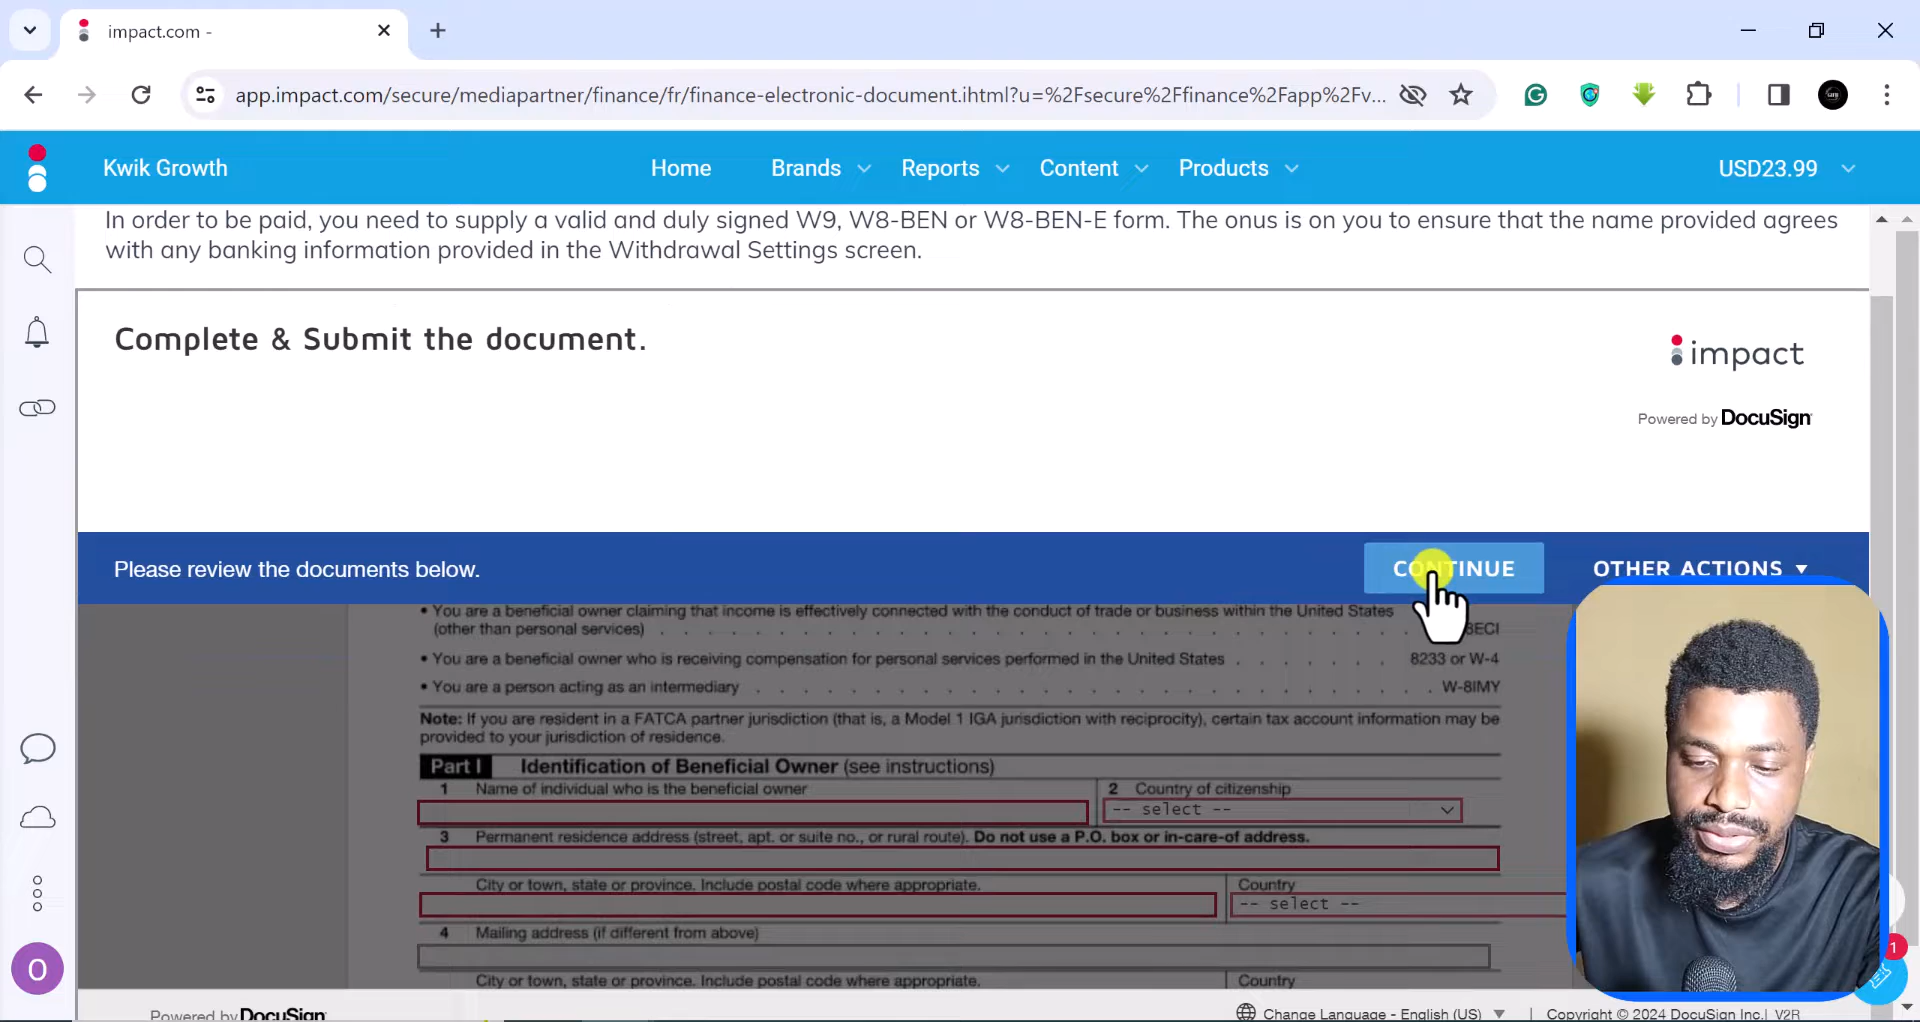 impact.com -
app.impact.com/secure/mediapartner/finance/fr/finance-electronic-document.ihtml?u=%2Fsecure%2Ffinance%2Fapp%2Fv...
Kwik Growth
Home
Brands
Reports
Content
Products
USD23.99
In order to be paid, you need to supply a valid and duly signed W9, W8-BEN or W8-BEN-E form. The onus is on you to ensure that the name provided agrees
with any banking information provided in the Withdrawal Settings screen.
Complete & Submit the document.
impact
Powered by DocuSign
Please review the documents below.
CONTINUE
OTHER ACTIONS
• You are a beneficial owner claiming that income is effectively connected with the conduct of trade or business within the United States
(other than personal services) . . . . . . . . . . . . . . . . . . . . 8ECI
• You are a beneficial owner who is receiving compensation for personal services performed in the United States . . . . . . 8233 or W-4
• You are a person acting as an intermediary . . . . . . . . . . . . . . . . . . . . W-8IMY
Note: If you are resident in a FATCA partner jurisdiction (that is, a Model 1 IGA jurisdiction with reciprocity), certain tax account information may be
provided to your jurisdiction of residence.
Part I Identification of Beneficial Owner (see instructions)
1 Name of individual who is the beneficial owner
2 Country of citizenship
-- select --
3 Permanent residence address (street, apt. or suite no., or rural route). Do not use a P.O. box or in-care-of address.
City or town, state or province. Include postal code where appropriate.
Country
-- select --
4 Mailing address (if different from above)
City or town, state or province. Include postal code where appropriate.
Country
O
1
Powered by DocuSign
Change Language - English (US)
Copyright © 2024 DocuSign Inc. | V2R